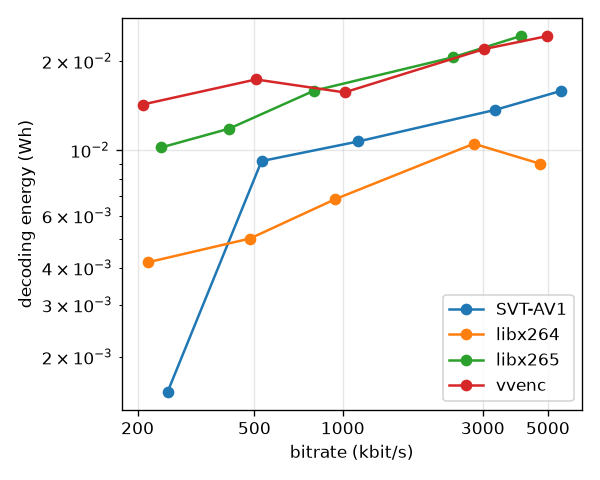 decoding energy (Wh)
2 × 10⁻²
10⁻²
6 × 10⁻³
4 × 10⁻³
3 × 10⁻³
2 × 10⁻³
SVT-AV1
libx264
libx265
vvenc
200 500 1000 3000 5000
bitrate (kbit/s)